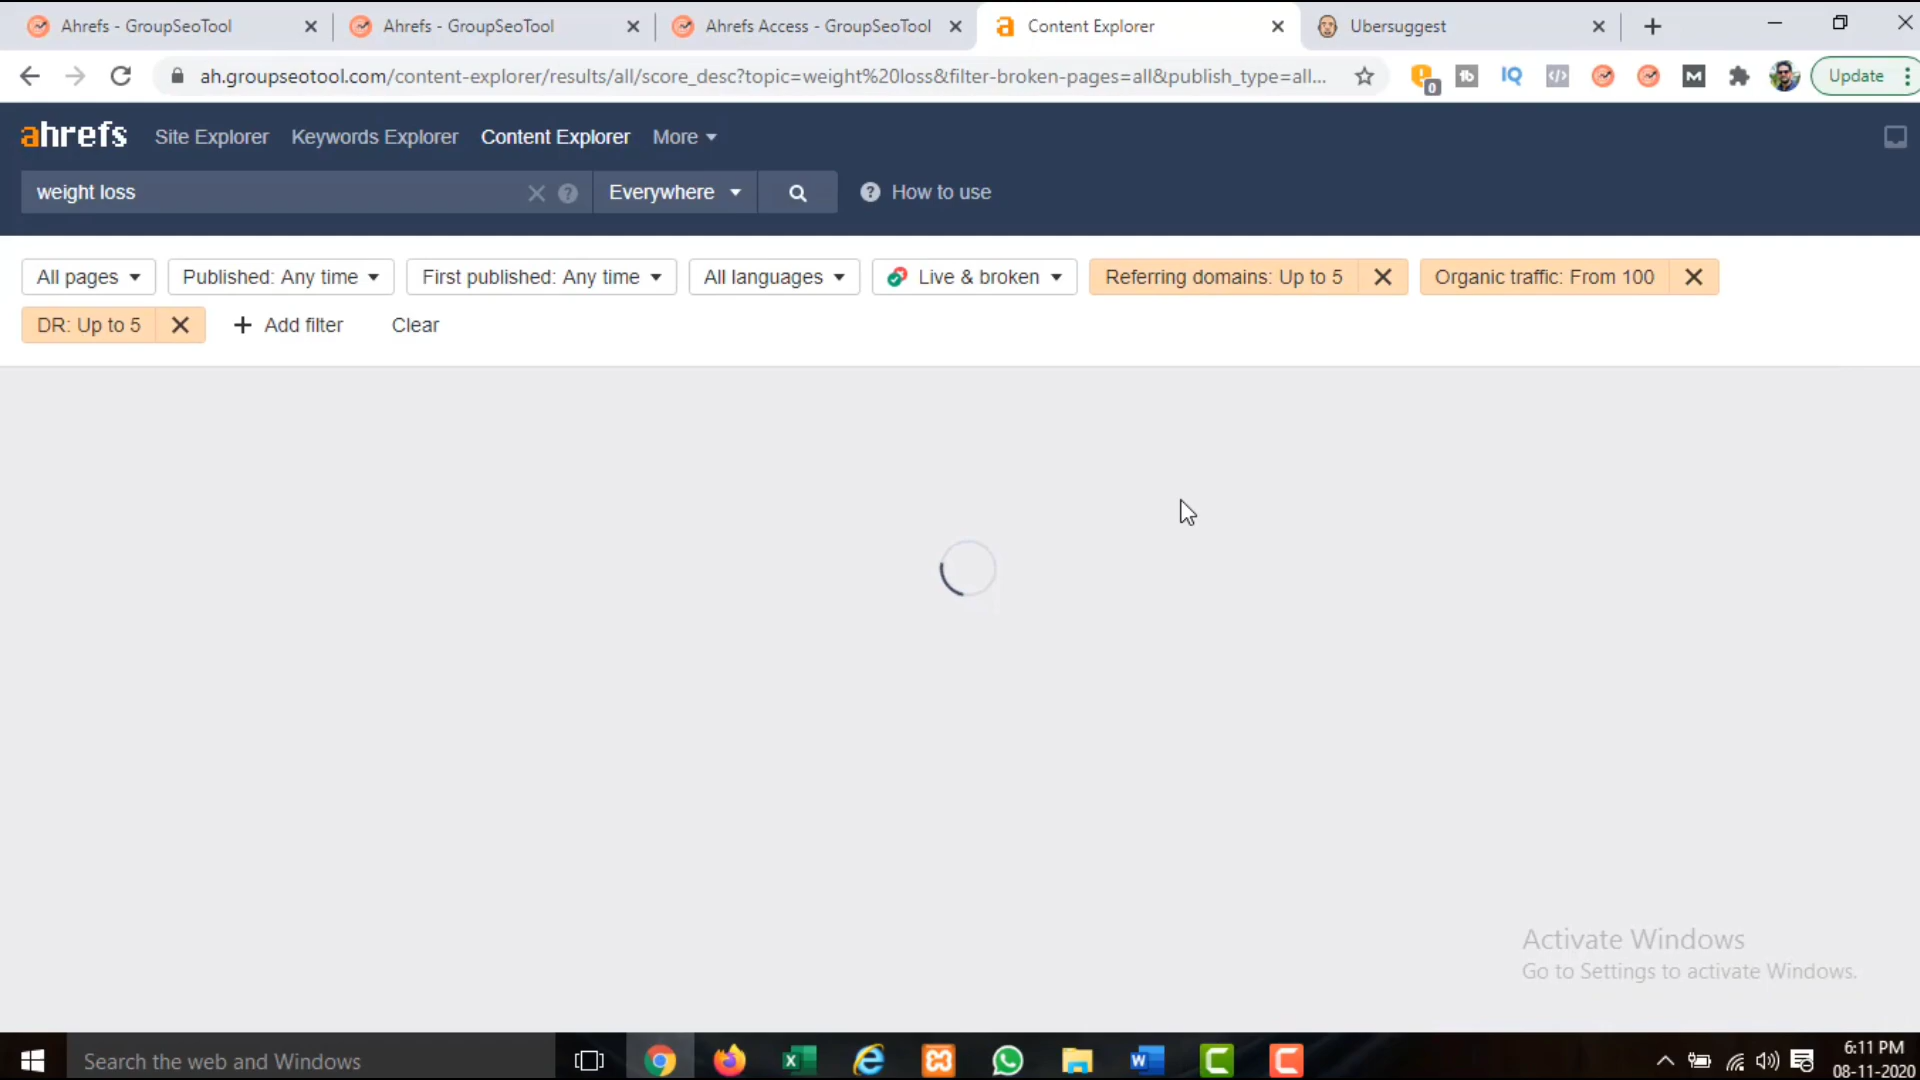 Ahrefs - GroupSeoTool
Ahrefs - GroupSeoTool
Ahrefs Access - GroupSeoTool
Content Explorer
Ubersuggest
ah.groupseotool.com/content-explorer/results/all/score_desc?topic=weight%20loss&filter-broken-pages=all&publish_type=all...
0
1b
IQ
</>
M
Update
ahrefs
Site Explorer
Keywords Explorer
Content Explorer
More
weight loss
?
Everywhere
? How to use
All pages
Published: Any time
First published: Any time
All languages
Live & broken
Referring domains: Up to 5
Organic traffic: From 100
DR: Up to 5
+ Add filter
Clear
Activate Windows
Go to Settings to activate Windows.
Search the web and Windows
6:11 PM
08-11-2020